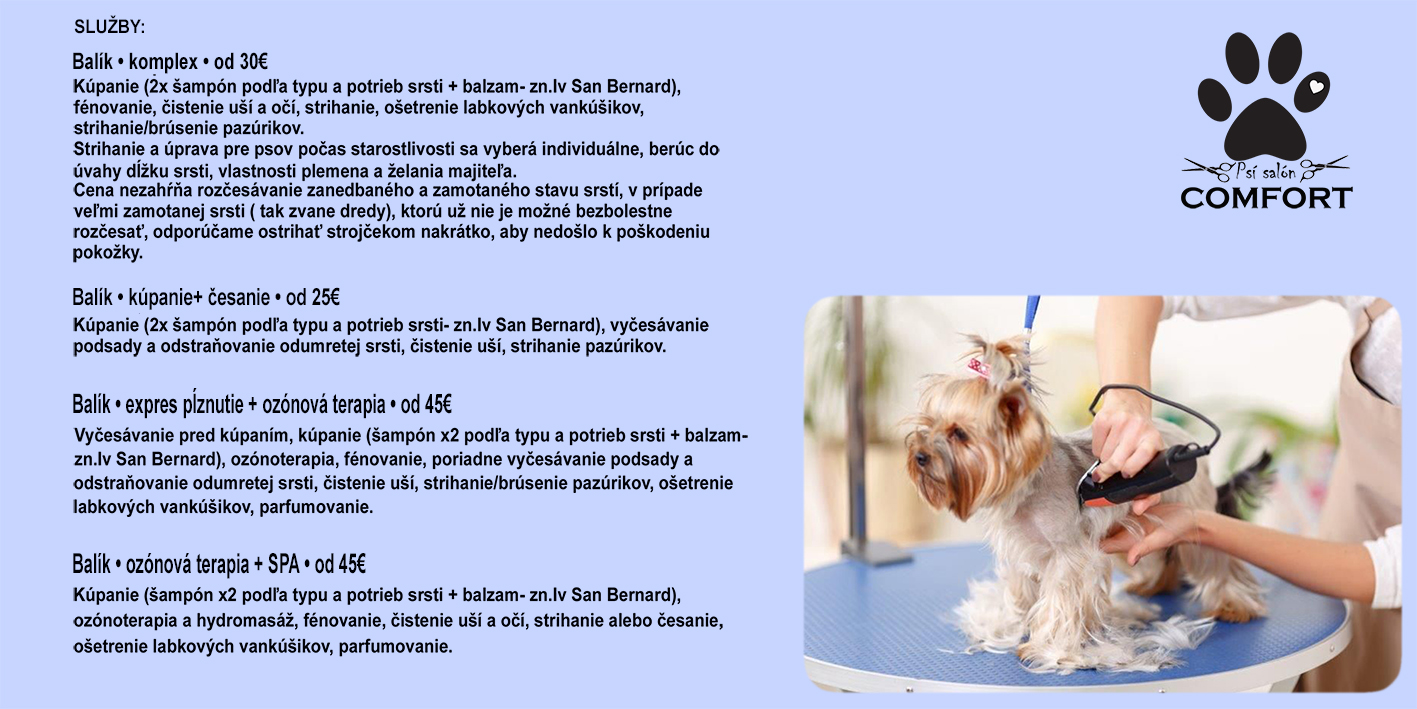 SLUŽBY:
Balík • komplex • od 30€
Kúpanie (2x šampón podľa typu a potrieb srsti + balzam- zn.Iv San Bernard),
fénovanie, čistenie uší a očí, strihanie, ošetrenie labkových vankúšikov,
strihanie/brúsenie pazúrikov.
Strihanie a úprava pre psov počas starostlivosti sa vyberá individuálne, berúc do
úvahy dĺžku srsti, vlastnosti plemena a želania majiteľa.
Cena nezahŕňa rozčesávanie zanedbaného a zamotaného stavu srstí, v prípade
veľmi zamotanej srsti ( tak zvane dredy), ktorú už nie je možné bezbolestne
rozčesať, odporúčame ostrihať strojčekom nakrátko, aby nedošlo k poškodeniu
pokožky.
Balík • kúpanie+ česanie • od 25€
Kúpanie (2x šampón podľa typu a potrieb srsti- zn.Iv San Bernard), vyčesávanie
podsady a odstraňovanie odumretej srsti, čistenie uší, strihanie pazúrikov.
Balík • expres pĺznutie + ozónová terapia • od 45€
Vyčesávanie pred kúpaním, kúpanie (šampón x2 podľa typu a potrieb srsti + balzam-
zn.Iv San Bernard), ozónoterapia, fénovanie, poriadne vyčesávanie podsady a
odstraňovanie odumretej srsti, čistenie uší, strihanie/brúsenie pazúrikov, ošetrenie
labkových vankúšikov, parfumovanie.
Balík • ozónová terapia + SPA • od 45€
Kúpanie (šampón x2 podľa typu a potrieb srsti + balzam- zn.Iv San Bernard),
ozónoterapia a hydromasáž, fénovanie, čistenie uší a očí, strihanie alebo česanie,
ošetrenie labkových vankúšikov, parfumovanie.
Psí salón
COMFORT